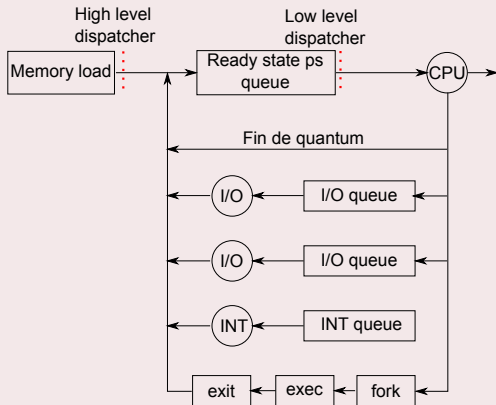 High level
dispatcher
Low level
dispatcher
Memory load
Ready state ps
queue
CPU
Fin de quantum
I/O
I/O queue
I/O
I/O queue
INT
INT queue
exit
exec
fork